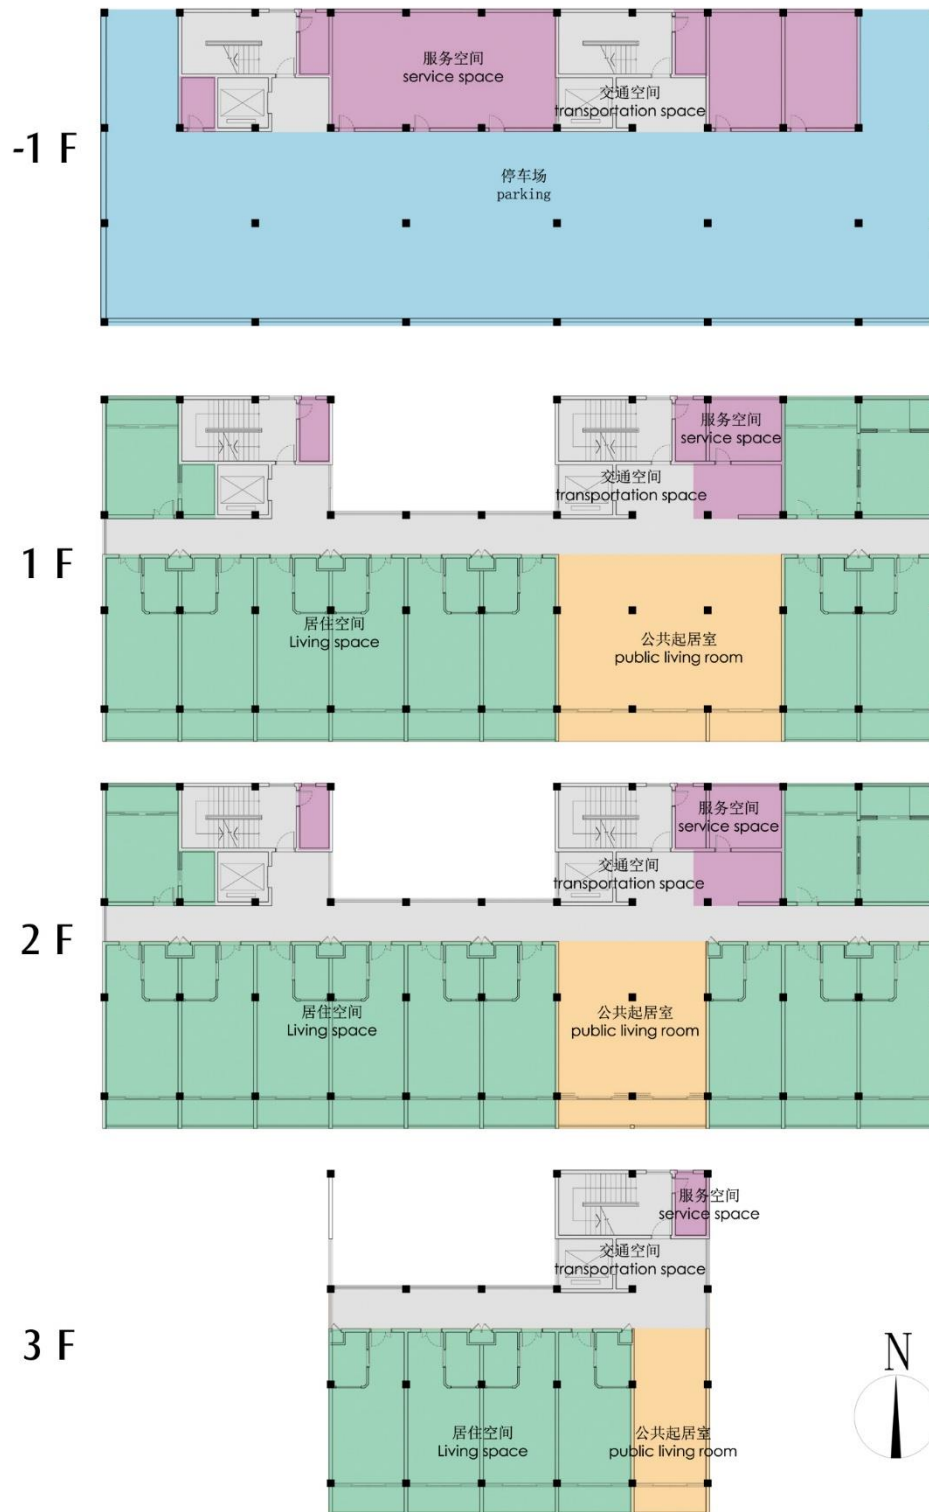 服务空间
service space
交通空间
transportation space
-1 F
停车场
parking
服务空间
service space
交通空间
transportation space
1 F
居住空间
Living space
公共起居室
public living room
服务空间
service space
交通空间
transportation space
2 F
居住空间
Living space
公共起居室
public living room
服务空间
service space
交通空间
transportation space
3 F
N
居住空间
Living space
公共起居室
public living room